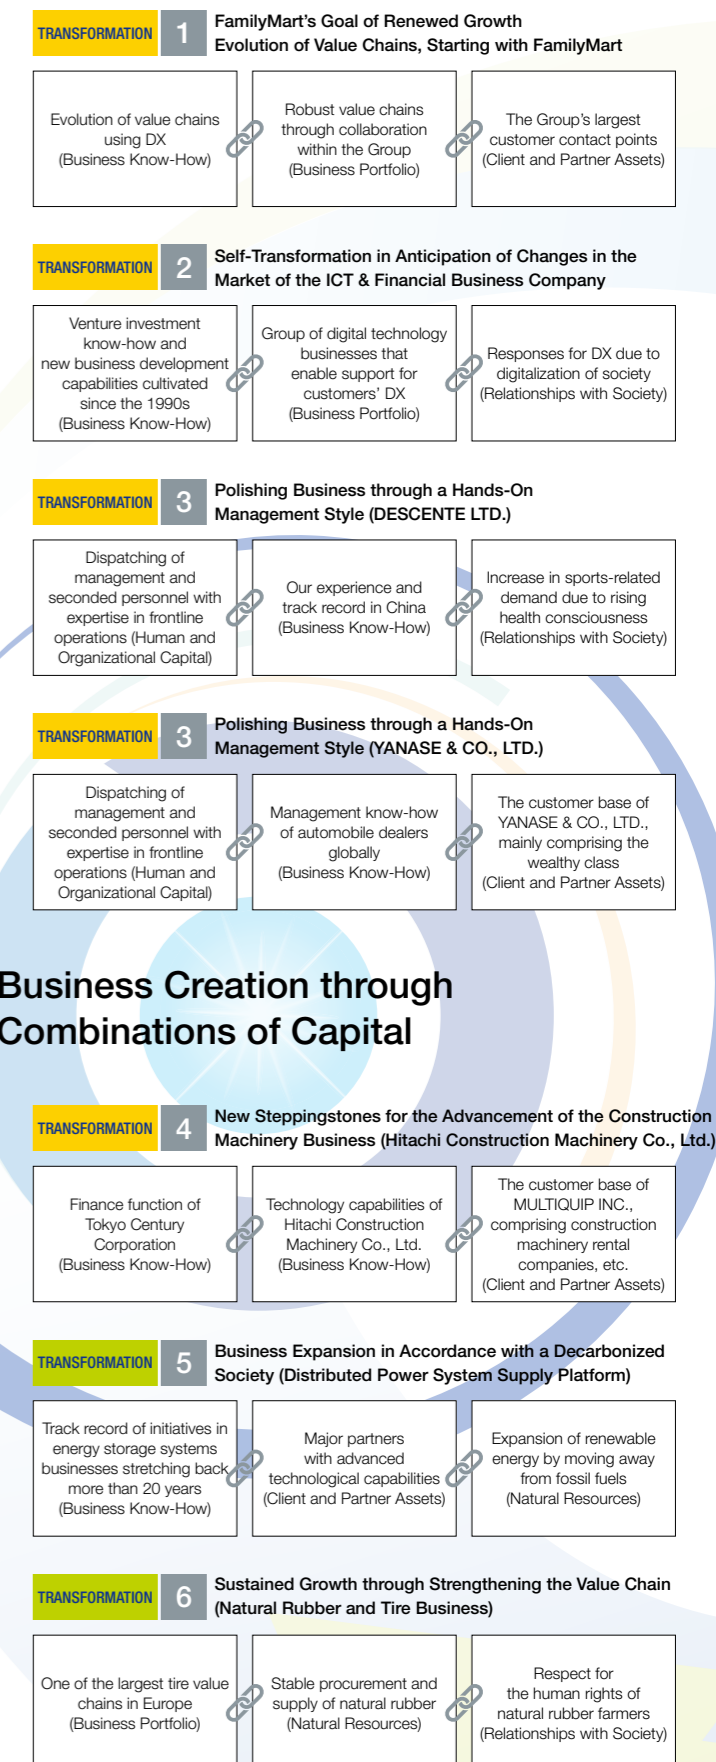 TRANSFORMATION 1
FamilyMart's Goal of Renewed Growth
Evolution of Value Chains, Starting with FamilyMart
Evolution of value chains
using DX
(Business Know-How)
Robust value chains
through collaboration
within the Group
(Business Portfolio)
The Group's largest
customer contact points
(Client and Partner Assets)
TRANSFORMATION 2
Self-Transformation in Anticipation of Changes in the
Market of the ICT & Financial Business Company
Venture investment
know-how and
new business development
capabilities cultivated
since the 1990s
(Business Know-How)
Group of digital technology
businesses that
enable support for
customers' DX
(Business Portfolio)
Responses for DX due to
digitalization of society
(Relationships with Society)
TRANSFORMATION 3
Polishing Business through a Hands-On
Management Style (DESCENTE LTD.)
Dispatching of
management and
seconded personnel with
expertise in frontline
operations (Human and
Organizational Capital)
Our experience and
track record in China
(Business Know-How)
Increase in sports-related
demand due to rising
health consciousness
(Relationships with Society)
TRANSFORMATION 3
Polishing Business through a Hands-On
Management Style (YANASE & CO., LTD.)
Dispatching of
management and
seconded personnel with
expertise in frontline
operations (Human and
Organizational Capital)
Management know-how
of automobile dealers
globally
(Business Know-How)
The customer base of
YANASE & CO., LTD.,
mainly comprising the
wealthy class
(Client and Partner Assets)
Business Creation through
Combinations of Capital
TRANSFORMATION 4
New Steppingstones for the Advancement of the Construction
Machinery Business (Hitachi Construction Machinery Co., Ltd.)
Finance function of
Tokyo Century
Corporation
(Business Know-How)
Technology capabilities of
Hitachi Construction
Machinery Co., Ltd.
(Business Know-How)
The customer base of
MULTIQUIP INC.,
comprising construction
machinery rental
companies, etc.
(Client and Partner Assets)
TRANSFORMATION 5
Business Expansion in Accordance with a Decarbonized
Society (Distributed Power System Supply Platform)
Track record of initiatives in
energy storage systems
businesses stretching back
more than 20 years
(Business Know-How)
Major partners
with advanced
technological capabilities
(Client and Partner Assets)
Expansion of renewable
energy by moving away
from fossil fuels
(Natural Resources)
TRANSFORMATION 6
Sustained Growth through Strengthening the Value Chain
(Natural Rubber and Tire Business)
One of the largest tire value
chains in Europe
(Business Portfolio)
Stable procurement and
supply of natural rubber
(Natural Resources)
Respect for
the human rights of
natural rubber farmers
(Relationships with Society)